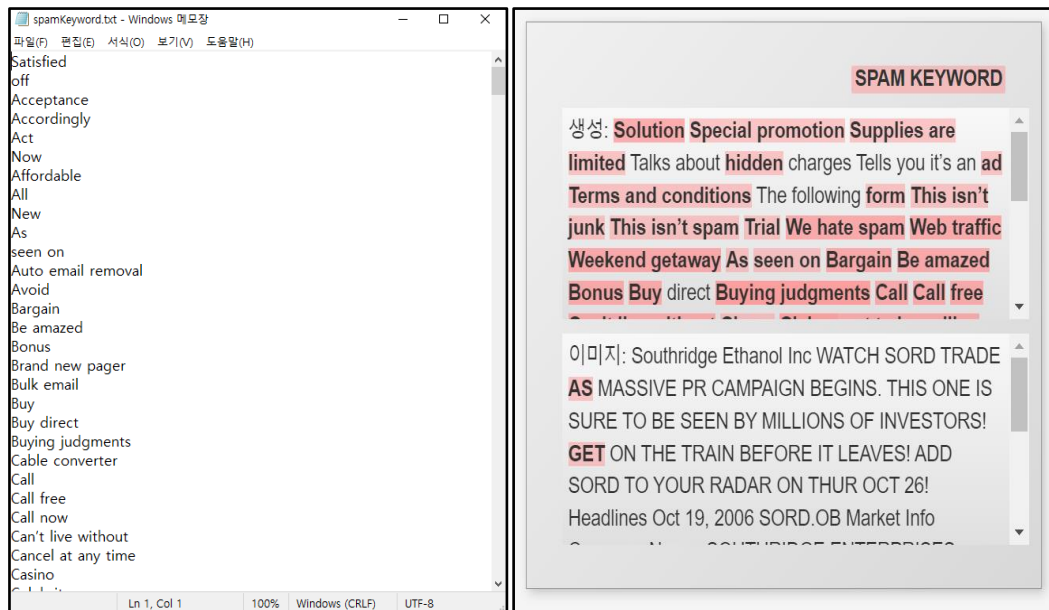 spamKeyword.txt - Windows 메모장
파일(F) 편집(E) 서식(O) 보기(V) 도움말(H)
Satisfied
off
Acceptance
Accordingly
Act
Now
Affordable
All
New
As
seen on
Auto email removal
Avoid
Bargain
Be amazed
Bonus
Brand new pager
Bulk email
Buy
Buy direct
Buying judgments
Cable converter
Call
Call free
Call now
Can't live without
Cancel at any time
Casino
Ln 1, Col 1 100% Windows (CRLF) UTF-8
SPAM KEYWORD
생성: Solution Special promotion Supplies are
limited Talks about hidden charges Tells you it's an ad
Terms and conditions The following form This isn't
junk This isn't spam Trial We hate spam Web traffic
Weekend getaway As seen on Bargain Be amazed
Bonus Buy direct Buying judgments Call Call free
이미지: Southridge Ethanol Inc WATCH SORD TRADE
AS MASSIVE PR CAMPAIGN BEGINS. THIS ONE IS
SURE TO BE SEEN BY MILLIONS OF INVESTORS!
GET ON THE TRAIN BEFORE IT LEAVES! ADD
SORD TO YOUR RADAR ON THUR OCT 26!
Headlines Oct 19, 2006 SORD.OB Market Info